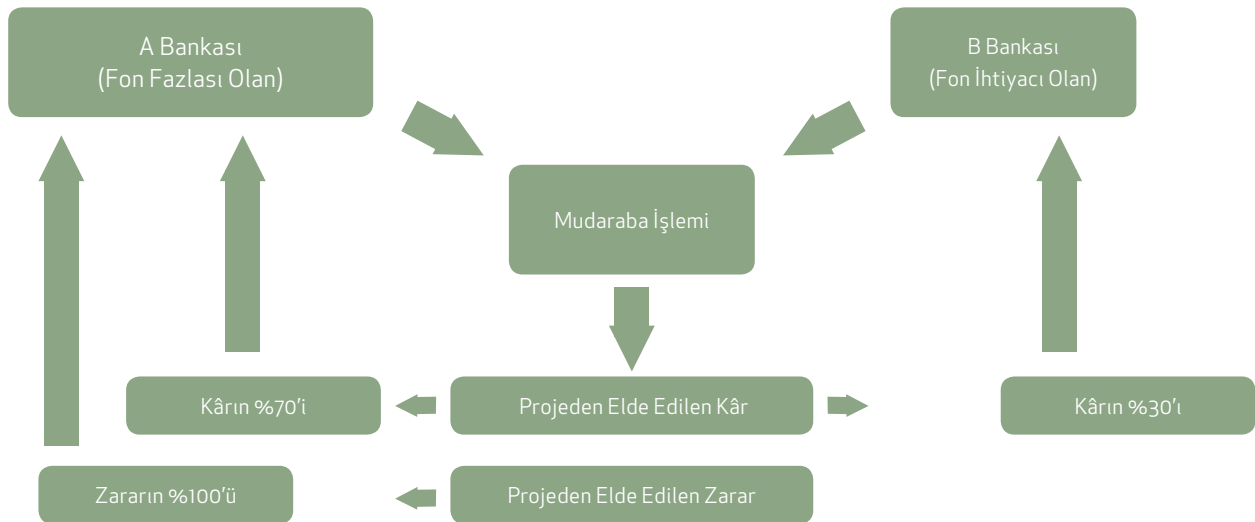 A Bankası
(Fon Fazlası Olan)
B Bankası
(Fon İhtiyacı Olan)
Mudaraba İşlemi
Kârın %70'i
Projeden Elde Edilen Kâr
Kârın %30'ı
Zararın %100'ü
Projeden Elde Edilen Zarar